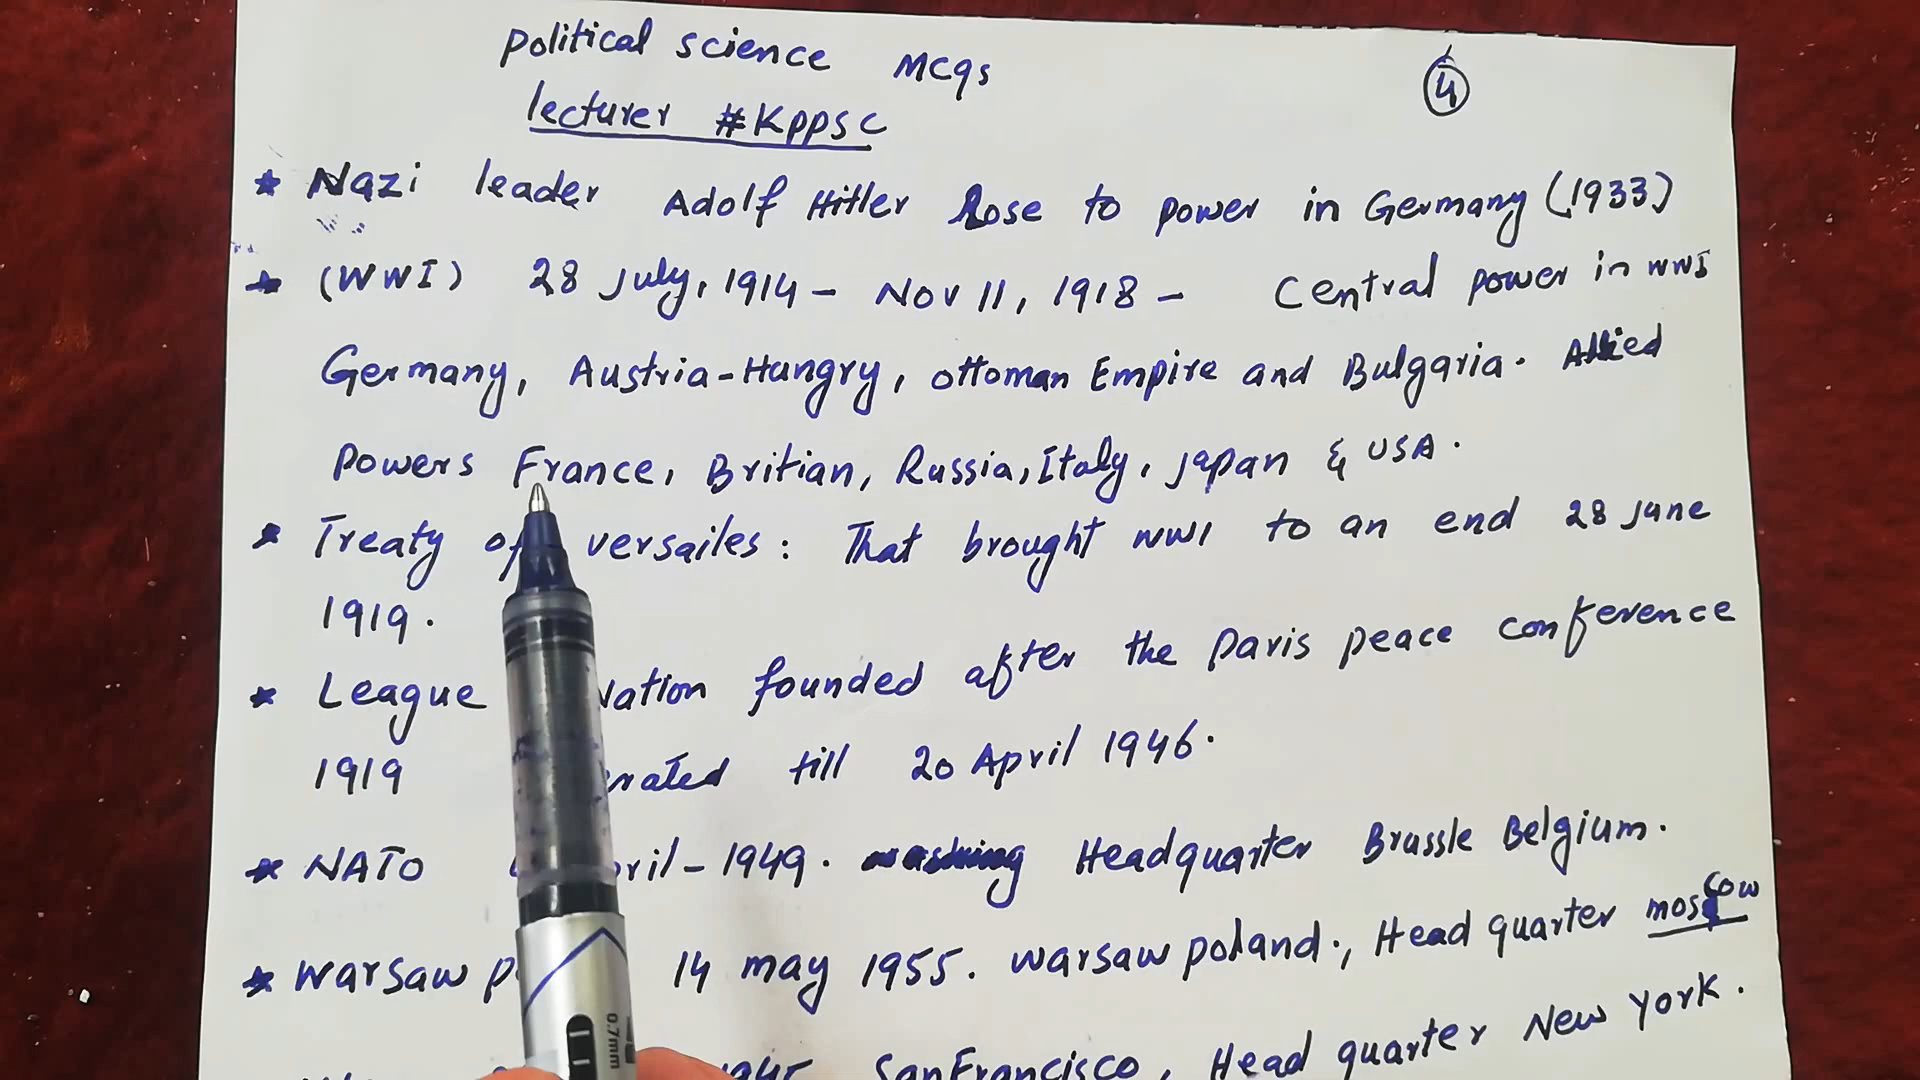 Political science MCQs
4
lecturer #KPPSC
* Nazi leader Adolf Hitler Rose to power in Germany (1933)
* (WWI) 28 July, 1914 - Nov 11, 1918 - Central power in WWI
Germany, Austria-Hungry, Ottoman Empire and Bulgaria. Allied
Powers France, Britian, Russia, Italy, Japan & USA.
* Treaty of versailes: That brought WWI to an end 28 June
1919.
* League Nation founded after the Paris peace conference
1919 till 20 April 1946.
* NATO 1949. Headquarter Brussle Belgium.
* Warsaw 14 may 1955. Warsaw poland., Head quarter moscow
SanFrancisco, Head quarter New York.
0.7mm